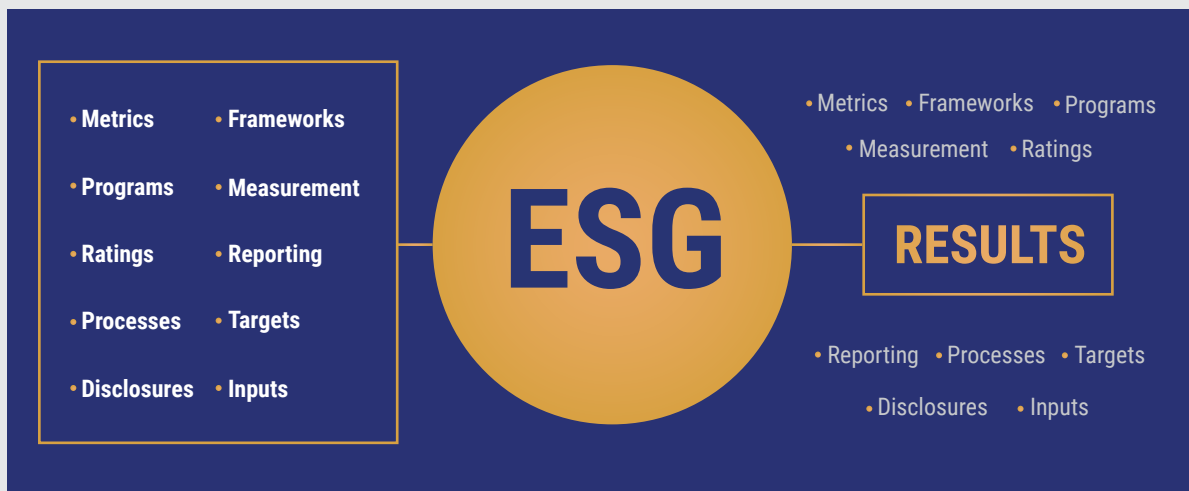 • Metrics • Frameworks
• Programs • Measurement
• Ratings • Reporting
• Processes • Targets
• Disclosures • Inputs
ESG
• Metrics • Frameworks • Programs
• Measurement • Ratings
RESULTS
• Reporting • Processes • Targets
• Disclosures • Inputs